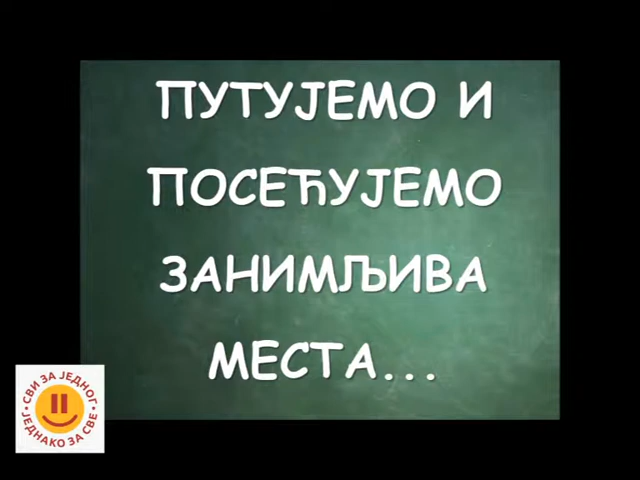 ПУТУЈЕМО И
ПОСЕЋУЈЕМО
ЗАНИМЉИВА
МЕСТА...
СВИ ЗА ЈЕДНОГ
ЈЕДНАКО ЗА СВЕ